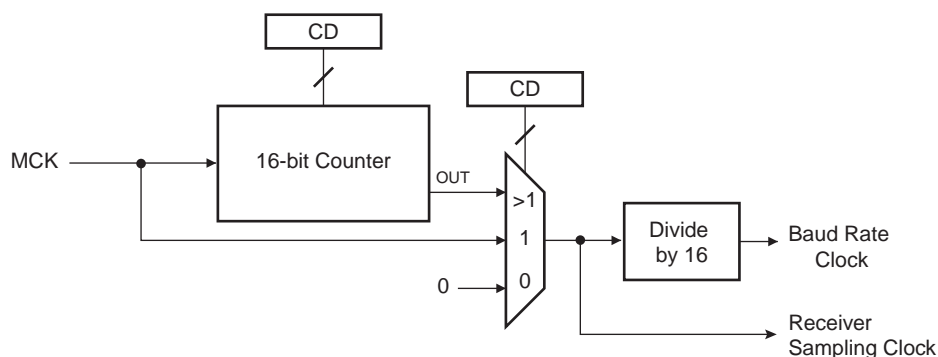 CD
CD
MCK
16-bit Counter
OUT
>1
1
0
0
Divide
by 16
Baud Rate
Clock
Receiver
Sampling Clock